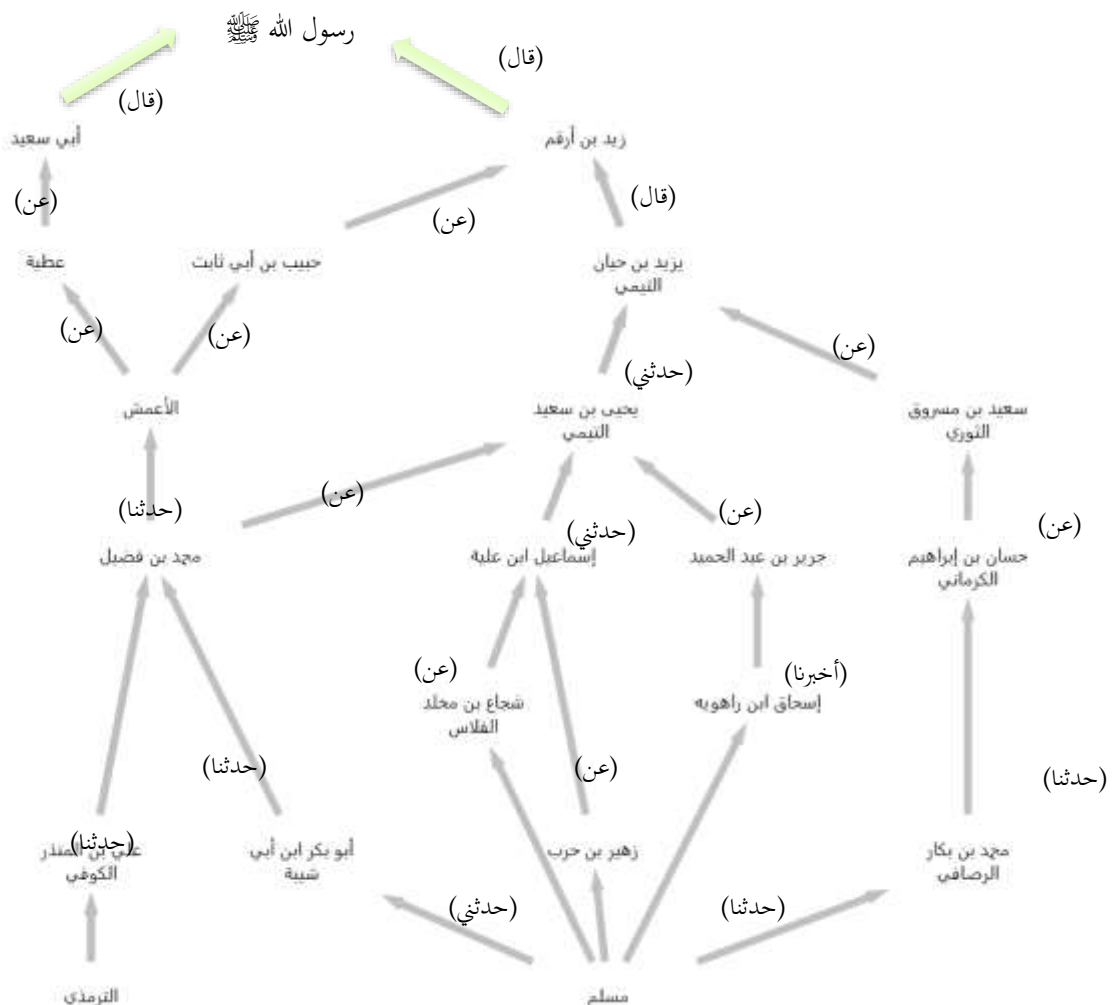 رسول الله ﷺ
(قال)
(قال)
زيد بن أرقم
أبي سعيد
(قال)
(عن)
(عن)
يزيد بن حيان
التيمي
حبيب بن أبي ثابت
عطية
(عن)
(عن)
(عن)
(حدثني)
سعيد بن مسروق
الثوري
يحيى بن سعيد
التيمي
الأعمش
(عن)
(عن)
(حدثني)
(عن)
(حدثنا)
حسان بن إبراهيم
الكرماني
جرير بن عبد الحميد
إسماعيل ابن علية
محمد بن فضيل
(أخبرنا)
(عن)
إسحاق ابن راهويه
شجاع بن مخلد
الفلاس
(حدثنا)
(عن)
(حدثنا)
محمد بن بكار
الرصافي
زهير بن حرب
أبو بكر ابن أبي
شيبة
(حدثنا)
علي بن المنذر
الكوفي
(حدثنا)
(حدثني)
مسلم
الترمذي